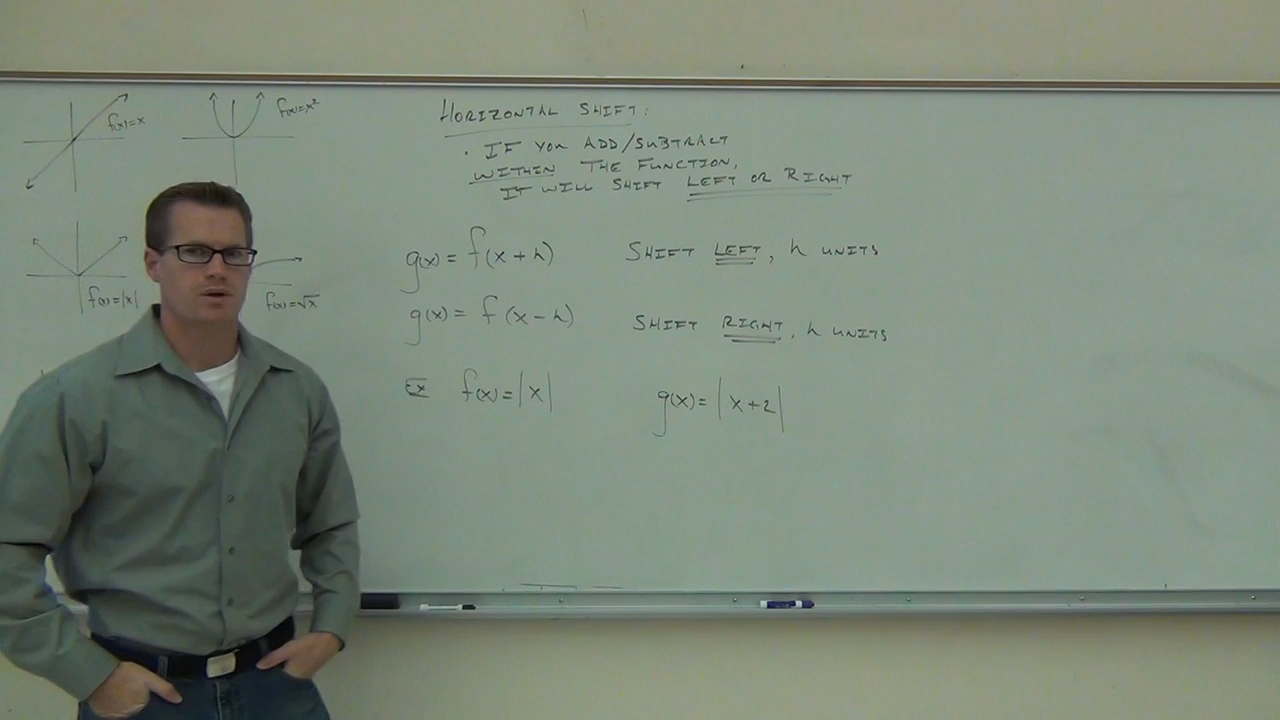 f(x)=x
f(x)=x²
f(x)=|x|
f(x)=√x
HORIZONTAL SHIFT:
• IF YOU ADD/SUBTRACT
WITHIN THE FUNCTION,
IT WILL SHIFT LEFT OR RIGHT
g(x) = f(x + h) SHIFT LEFT, h UNITS
g(x) = f(x - h) SHIFT RIGHT, h UNITS
EX f(x) = |x| g(x) = |x+2|